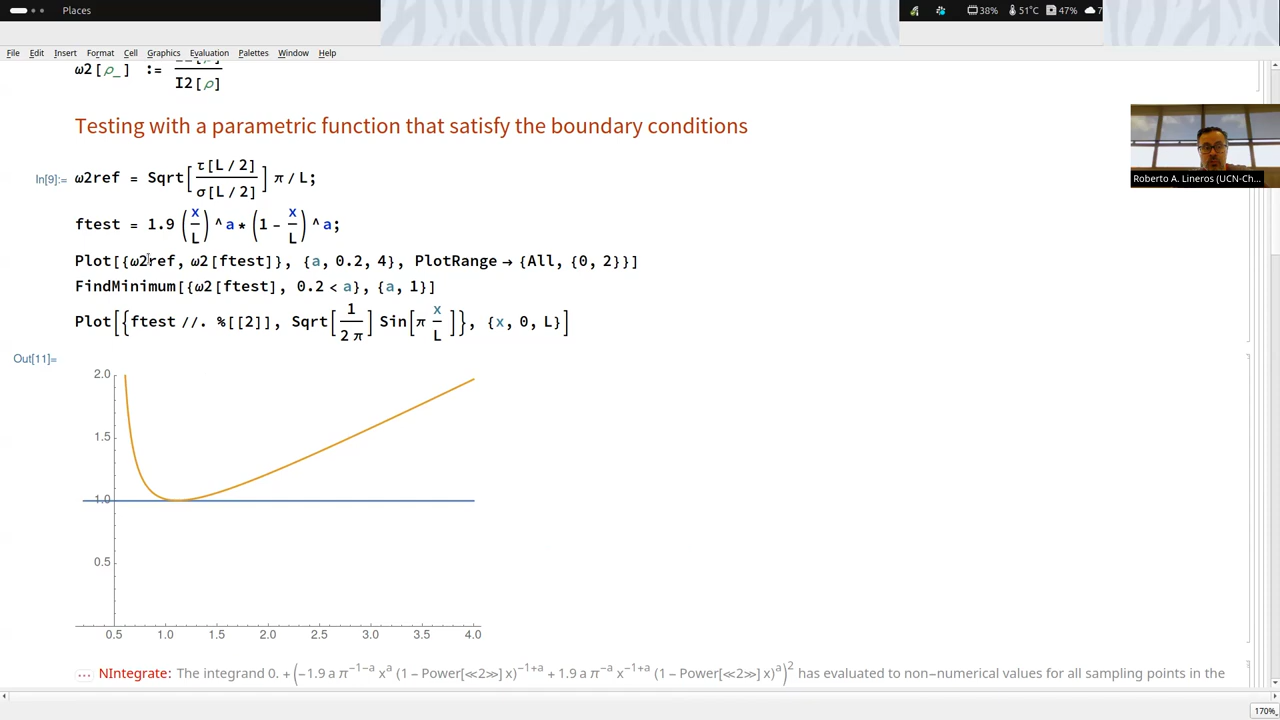 Places
38% 51°C 47% 7
File Edit Insert Format Cell Graphics Evaluation Palettes Window Help
ω2[ρ_] := I2[ρ]
Testing with a parametric function that satisfy the boundary conditions
In[9]:= ω2ref = Sqrt[τ[L / 2] / σ[L / 2]] π / L;
ftest = 1.9 (x/L)^a * (1 - x/L)^a;
Plot[{ω2ref, ω2[ftest]}, {a, 0.2, 4}, PlotRange → {All, {0, 2}}]
FindMinimum[{ω2[ftest], 0.2 < a}, {a, 1}]
Plot[{ftest //. %[[2]], Sqrt[1/2 π] Sin[π x/L]}, {x, 0, L}]
Out[11]=
2.0
1.5
1.0
0.5
0.5 1.0 1.5 2.0 2.5 3.0 3.5 4.0
Roberto A. Lineros (UCN-Ch...
... NIntegrate: The integrand 0. + (−1.9 a π^−1−a x^a (1 − Power[≪2≫] x)^−1+a + 1.9 a π^−a x^−1+a (1 − Power[≪2≫] x)^a)^2 has evaluated to non−numerical values for all sampling points in the
170%